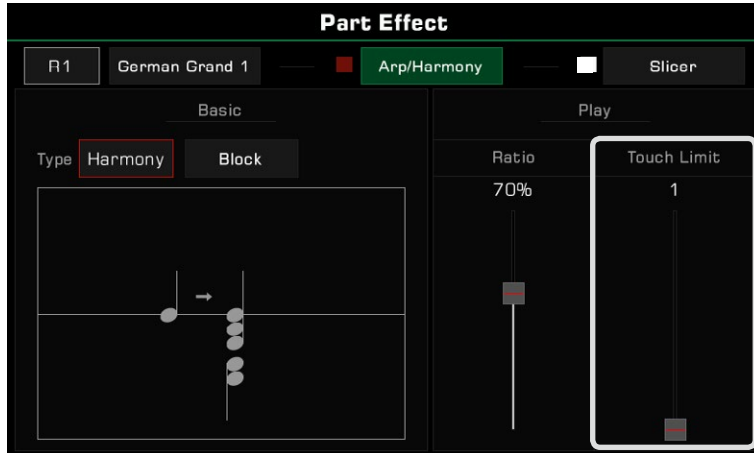 Part Effect
R1 German Grand 1 Arp/Harmony Slicer
Basic
Type Harmony Block
Play
Ratio Touch Limit
70% 1